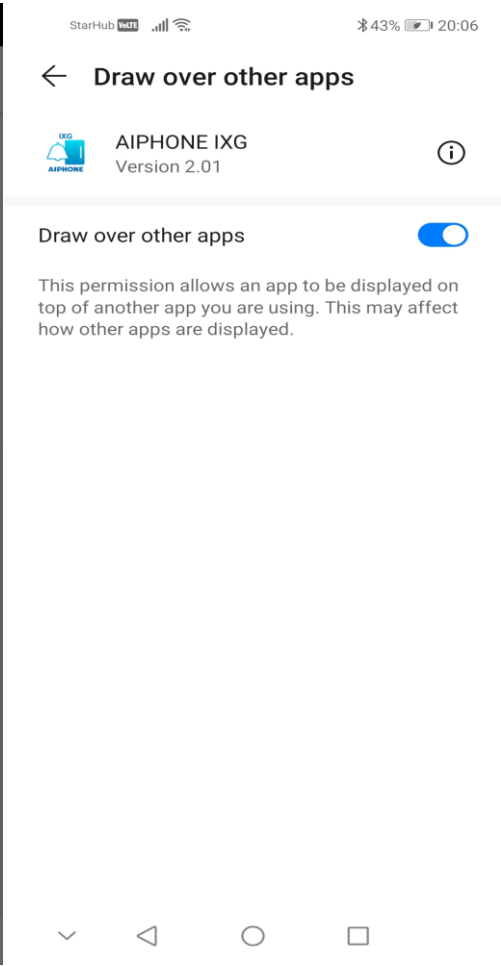 StarHub VoLTE 43% 20:06
Draw over other apps
IXG
AIPHONE
AIPHONE IXG
Version 2.01
Draw over other apps
This permission allows an app to be displayed on
top of another app you are using. This may affect
how other apps are displayed.